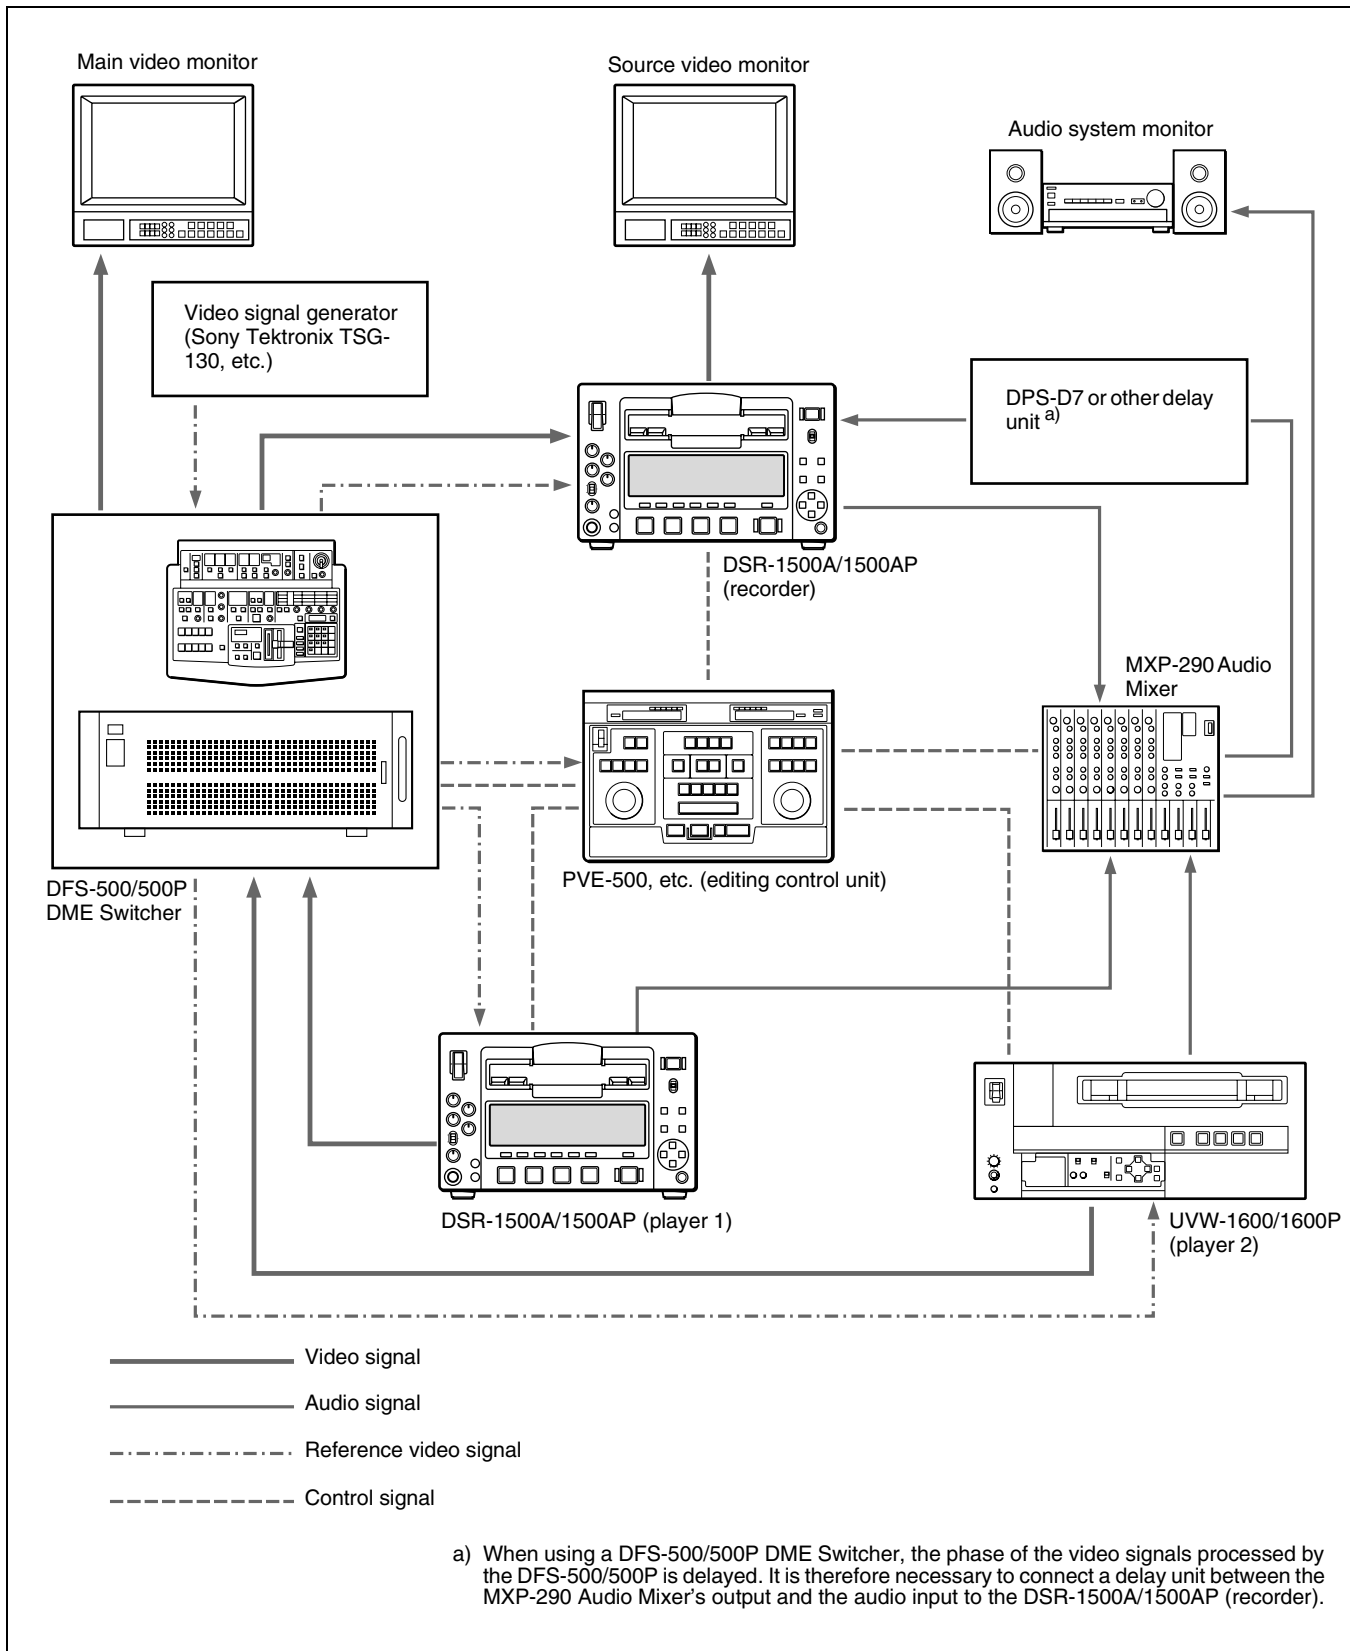 Main video monitor
Source video monitor
Audio system monitor
Video signal generator
(Sony Tektronix TSG-
130, etc.)
DPS-D7 or other delay
unit a)
DSR-1500A/1500AP
(recorder)
MXP-290 Audio
Mixer
DFS-500/500P
DME Switcher
PVE-500, etc. (editing control unit)
DSR-1500A/1500AP (player 1)
UVW-1600/1600P
(player 2)
Video signal
Audio signal
Reference video signal
Control signal
a) When using a DFS-500/500P DME Switcher, the phase of the video signals processed by
the DFS-500/500P is delayed. It is therefore necessary to connect a delay unit between the
MXP-290 Audio Mixer's output and the audio input to the DSR-1500A/1500AP (recorder).